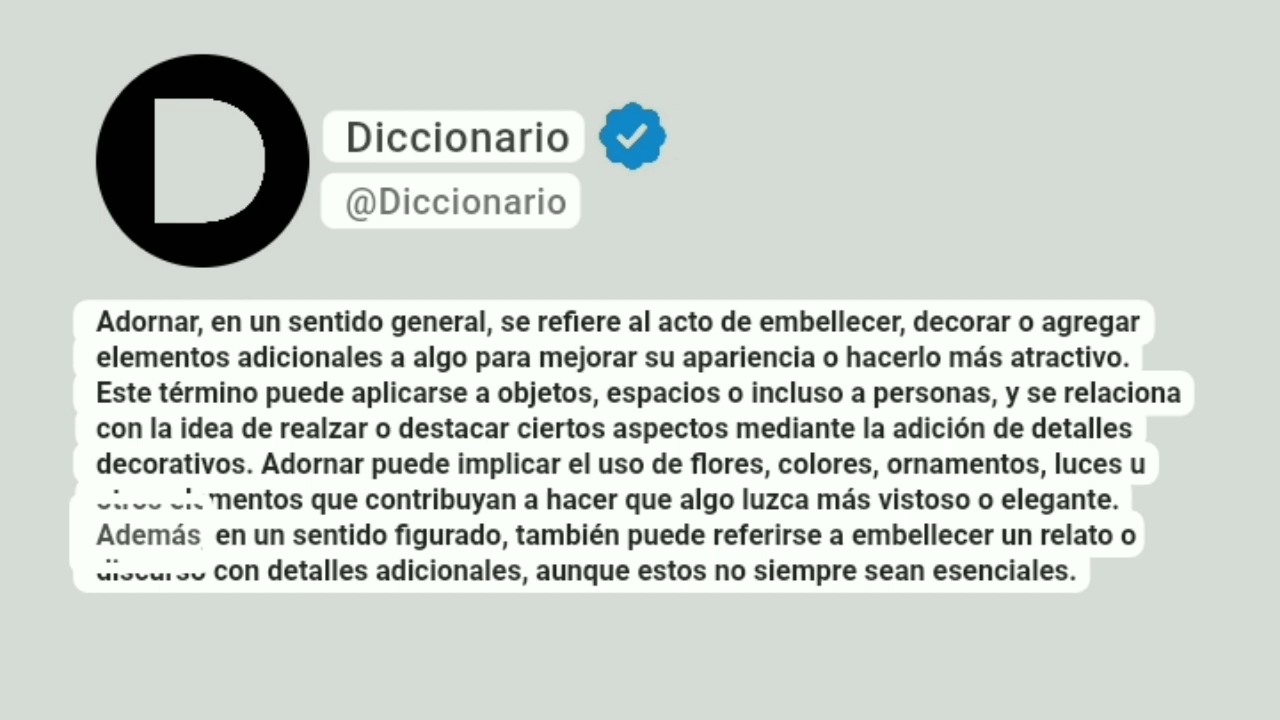 D
Diccionario
@Diccionario
Adornar, en un sentido general, se refiere al acto de embellecer, decorar o agregar
elementos adicionales a algo para mejorar su apariencia o hacerlo más atractivo.
Este término puede aplicarse a objetos, espacios o incluso a personas, y se relaciona
con la idea de realzar o destacar ciertos aspectos mediante la adición de detalles
decorativos. Adornar puede implicar el uso de flores, colores, ornamentos, luces u
otros elementos que contribuyan a hacer que algo luzca más vistoso o elegante.
Además, en un sentido figurado, también puede referirse a embellecer un relato o
discurso con detalles adicionales, aunque estos no siempre sean esenciales.